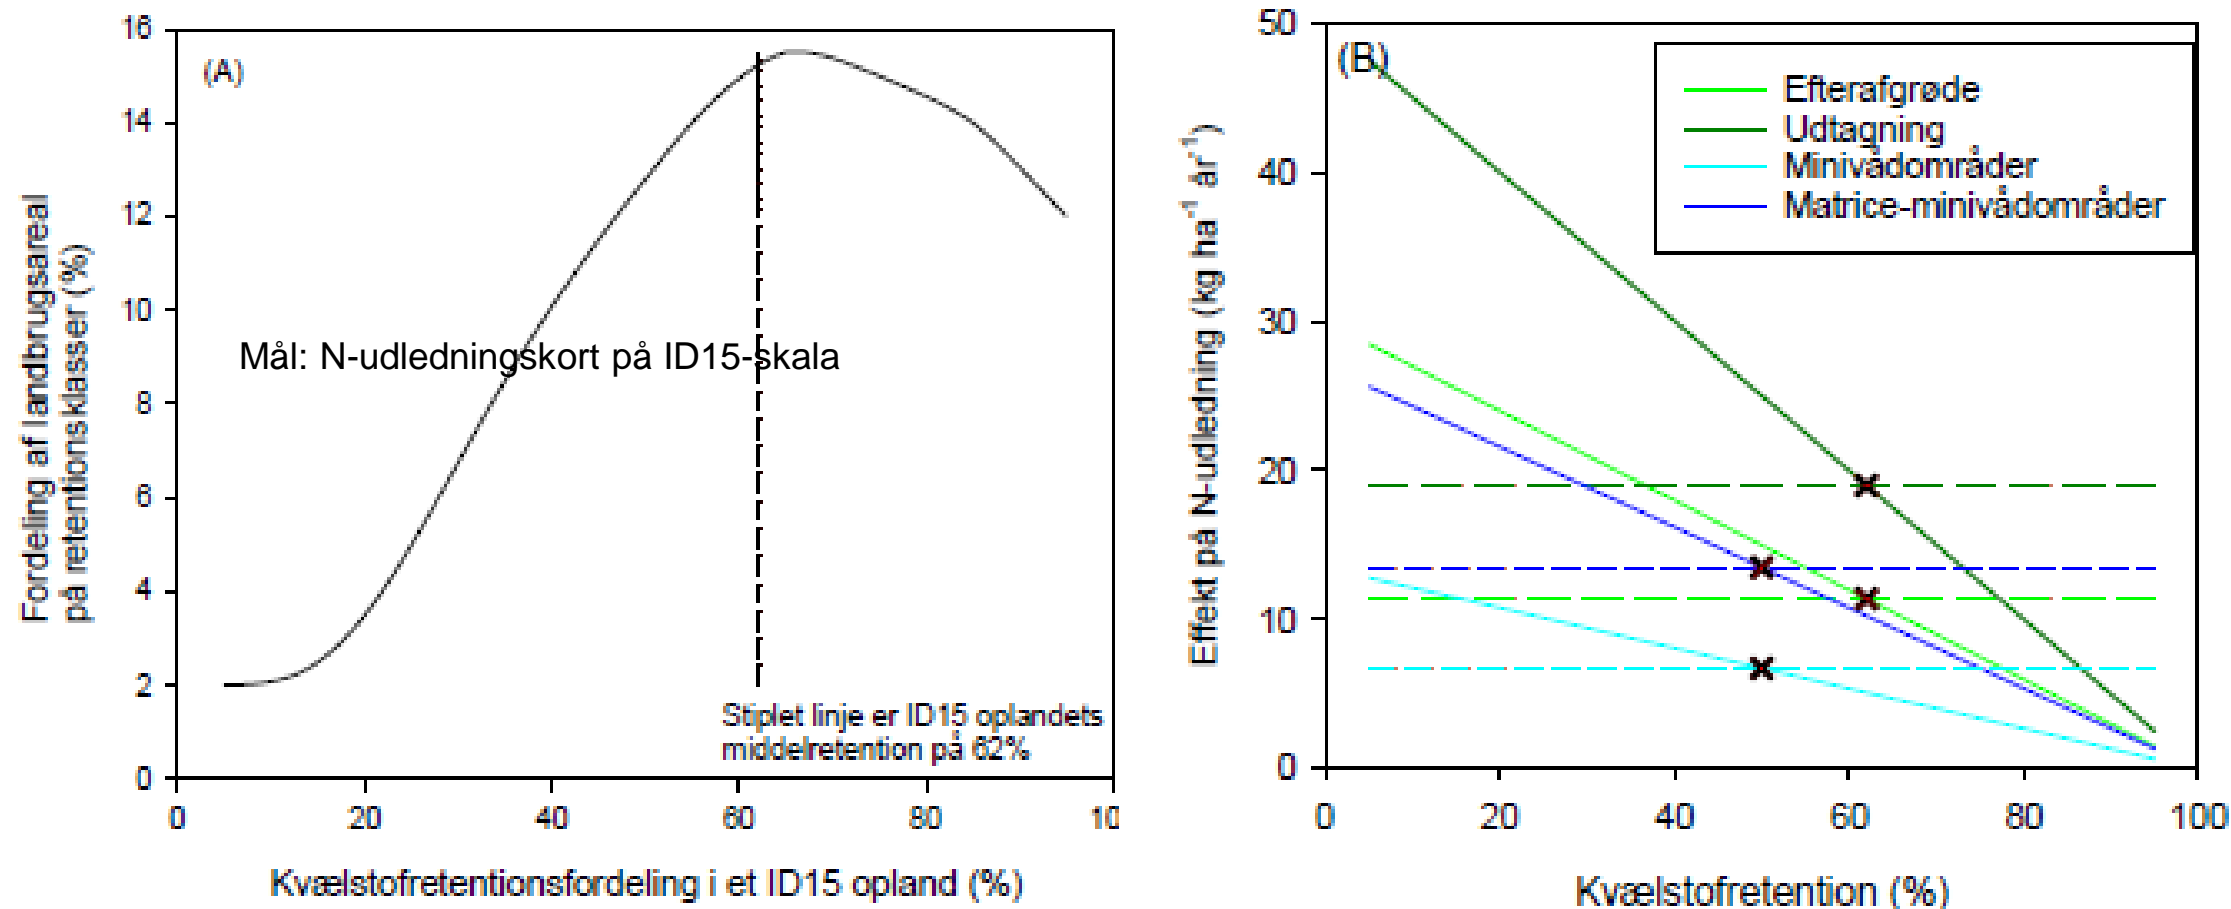 (A)
16
14
12
10
8
6
4
2
0
0
20
40
60
80
10
Fordeling af landbrugsareal
på retentionsklasser (%)
Mål: N-udledningskort på ID15-skala
Stiplet linje er ID15 oplandets
middelretention på 62%
Kvælstofretentionsfordeling i et ID15 opland (%)
(B)
50
40
30
20
10
0
0
20
40
60
80
100
Effekt på N-udledning (kg ha⁻¹ år⁻¹)
Efterafgrøde
Udtagning
Minivådområder
Matrice-minivådområder
Kvælstofretention (%)